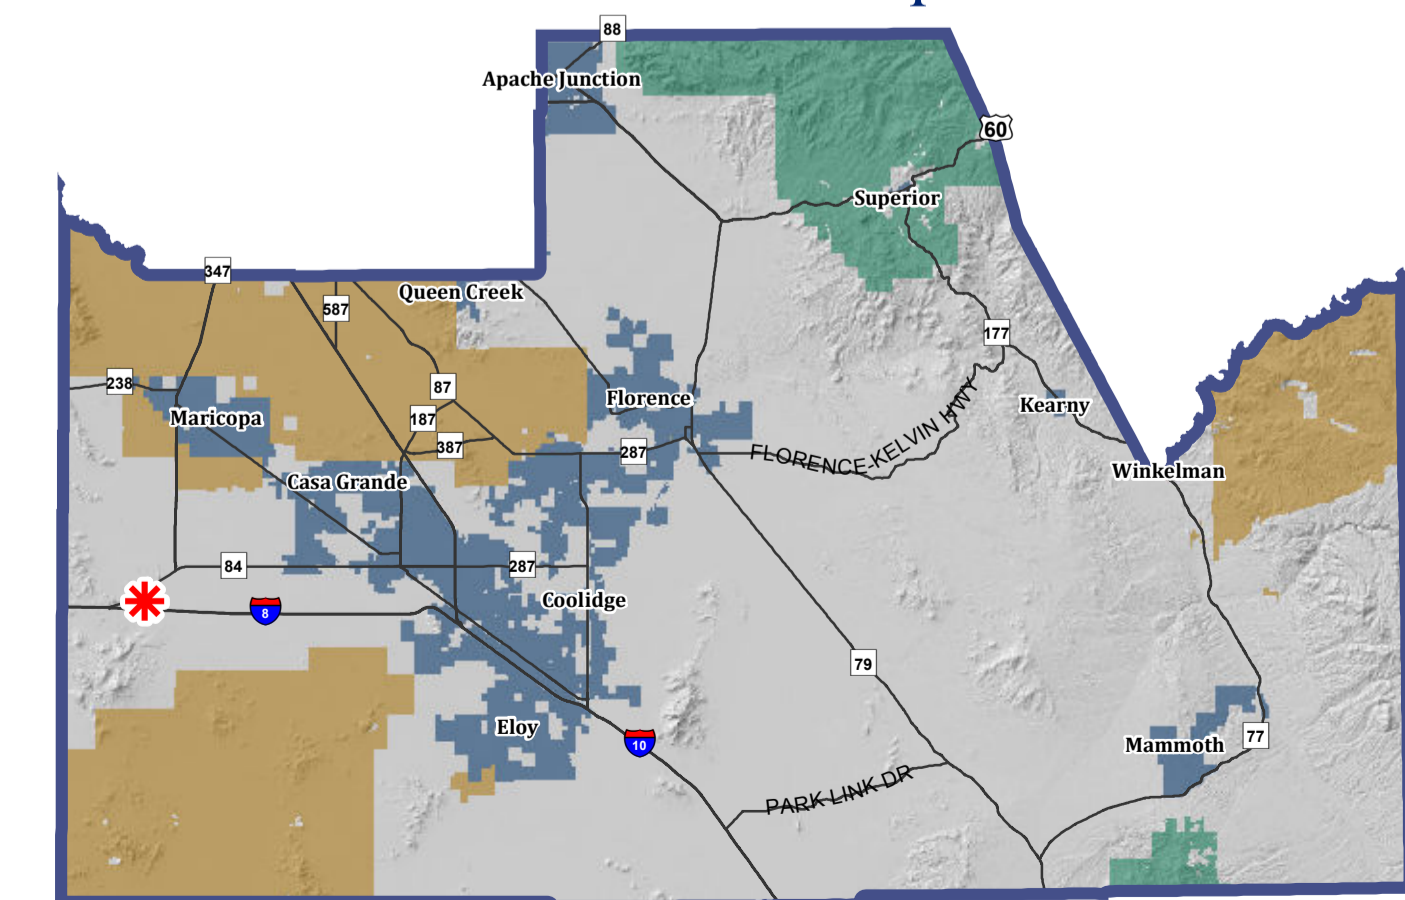 88
Apache Junction
60
Superior
347
Queen Creek
587
177
238
87
Florence
Kearny
Maricopa
187
387
287
FLORENCE-KELVIN HWY
Winkelman
Casa Grande
84
287
8
Coolidge
79
Eloy
10
77
Mammoth
PARK LINK DR